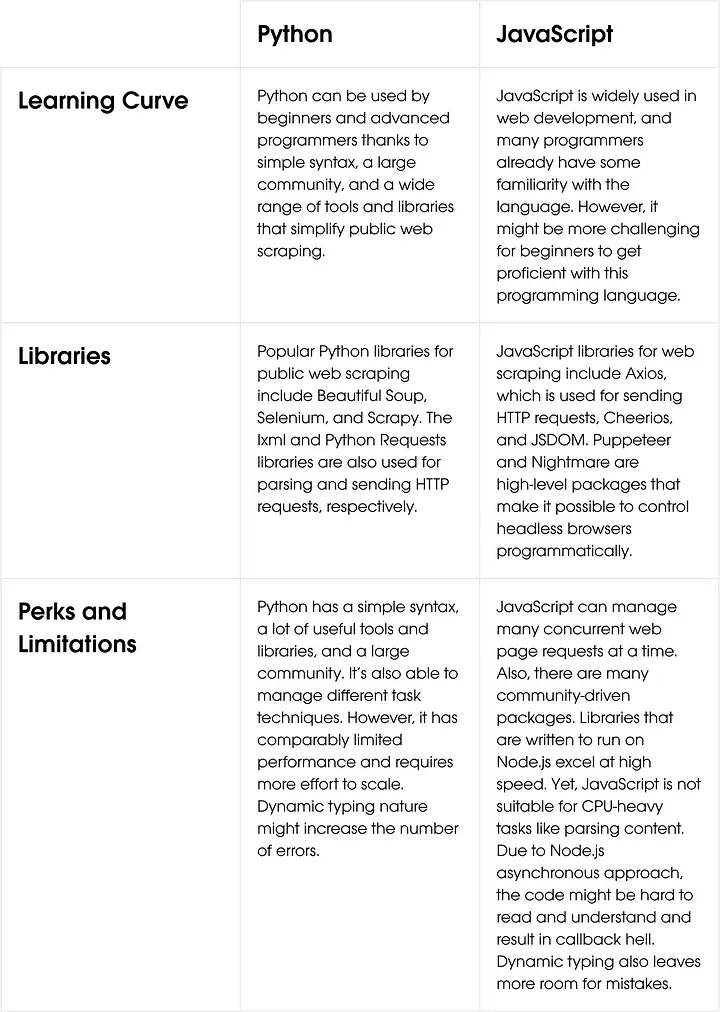 Python
JavaScript
Learning Curve
Python can be used by
beginners and advanced
programmers thanks to
simple syntax, a large
community, and a wide
range of tools and libraries
that simplify public web
scraping.
JavaScript is widely used in
web development, and
many programmers
already have some
familiarity with the
language. However, it
might be more challenging
for beginners to get
proficient with this
programming language.
Libraries
Popular Python libraries for
public web scraping
include Beautiful Soup,
Selenium, and Scrapy. The
lxml and Python Requests
libraries are also used for
parsing and sending HTTP
requests, respectively.
JavaScript libraries for web
scraping include Axios,
which is used for sending
HTTP requests, Cheerios,
and JSDOM. Puppeteer
and Nightmare are
high-level packages that
make it possible to control
headless browsers
programmatically.
Perks and
Limitations
Python has a simple syntax,
a lot of useful tools and
libraries, and a large
community. It's also able to
manage different task
techniques. However, it has
comparably limited
performance and requires
more effort to scale.
Dynamic typing nature
might increase the number
of errors.
JavaScript can manage
many concurrent web
page requests at a time.
Also, there are many
community-driven
packages. Libraries that
are written to run on
Node.js excel at high
speed. Yet, JavaScript is not
suitable for CPU-heavy
tasks like parsing content.
Due to Node.js
asynchronous approach,
the code might be hard to
read and understand and
result in callback hell.
Dynamic typing also leaves
more room for mistakes.